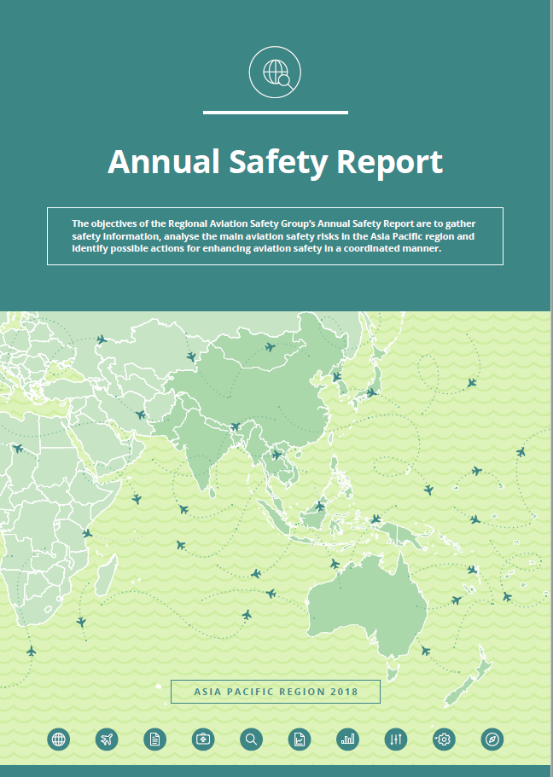 Annual Safety Report
The objectives of the Regional Aviation Safety Group's Annual Safety Report are to gather
safety information, analyse the main aviation safety risks in the Asia Pacific region and
identify possible actions for enhancing aviation safety in a coordinated manner.
ASIA PACIFIC REGION 2018